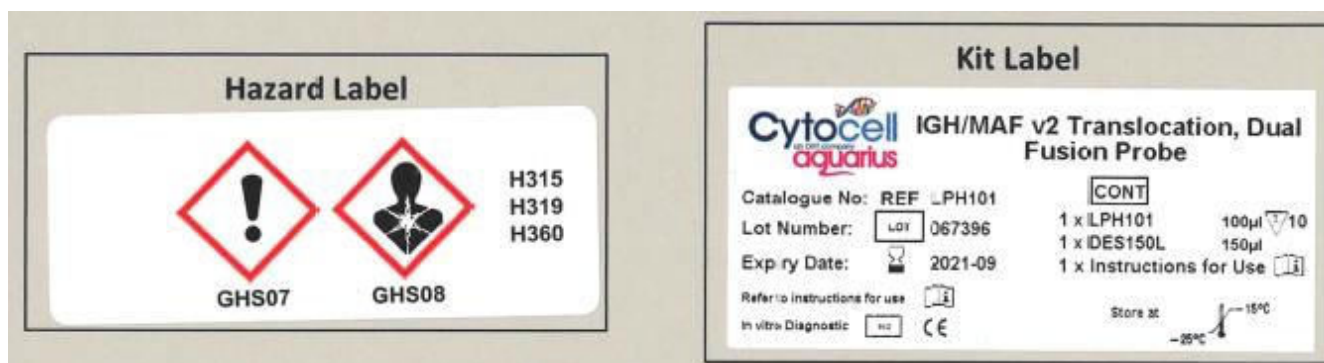 Hazard Label
H315
H319
H360
GHS07
GHS08
Kit Label
Cytocell
aquarius
IGH/MAF v2 Translocation, Dual
Fusion Probe
Catalogue No: REF LPH101
Lot Number: LOT 067396
Expiry Date: 2021-09
Refer to instructions for use
In vitro Diagnostic IVD CE
CONT
1 x LPH101 100µl 10
1 x DES150L 150µl
1 x Instructions for Use
Store at
-15°C
-25°C